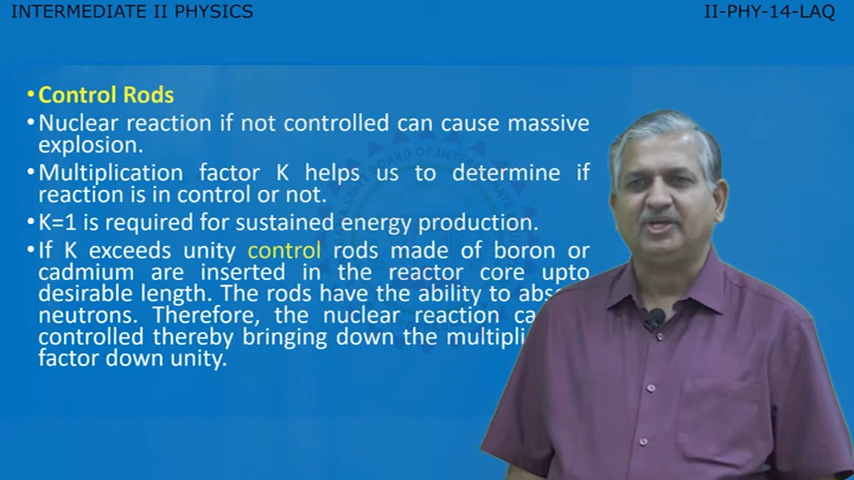 INTERMEDIATE II PHYSICS
II-PHY-14-LAQ
•Control Rods
•Nuclear reaction if not controlled can cause massive
explosion.
•Multiplication factor K helps us to determine if
reaction is in control or not.
•K=1 is required for sustained energy production.
•If K exceeds unity control rods made of boron or
cadmium are inserted in the reactor core upto
desirable length. The rods have the ability to
neutrons. Therefore, the nuclear reaction
controlled thereby bringing down the
factor down unity.